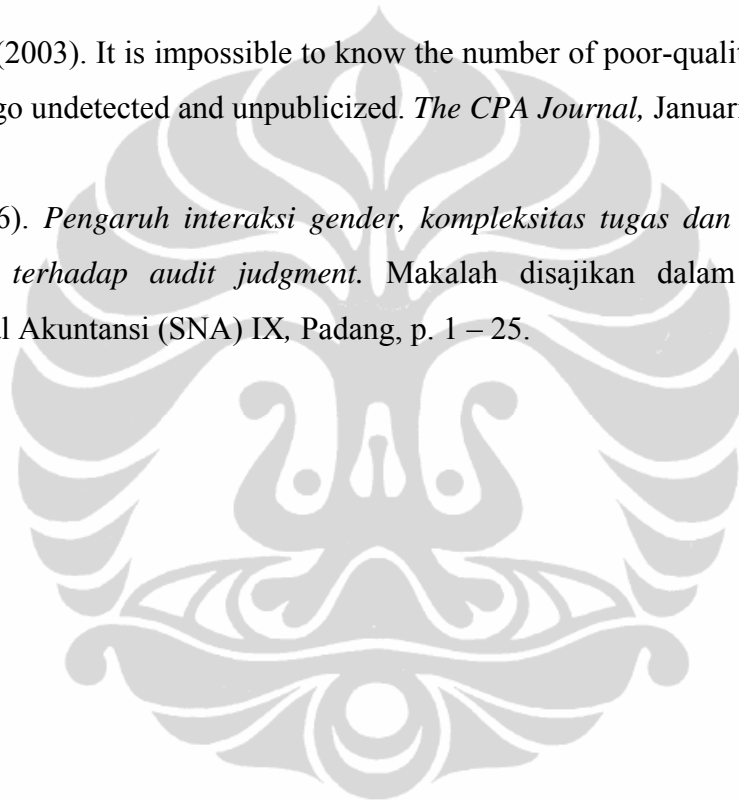 (2003). It is impossible to know the number of poor-qualit
go undetected and unpublicized. The CPA Journal, Januari
6). Pengaruh interaksi gender, kompleksitas tugas dan
terhadap audit judgment. Makalah disajikan dalam
l Akuntansi (SNA) IX, Padang, p. 1 – 25.